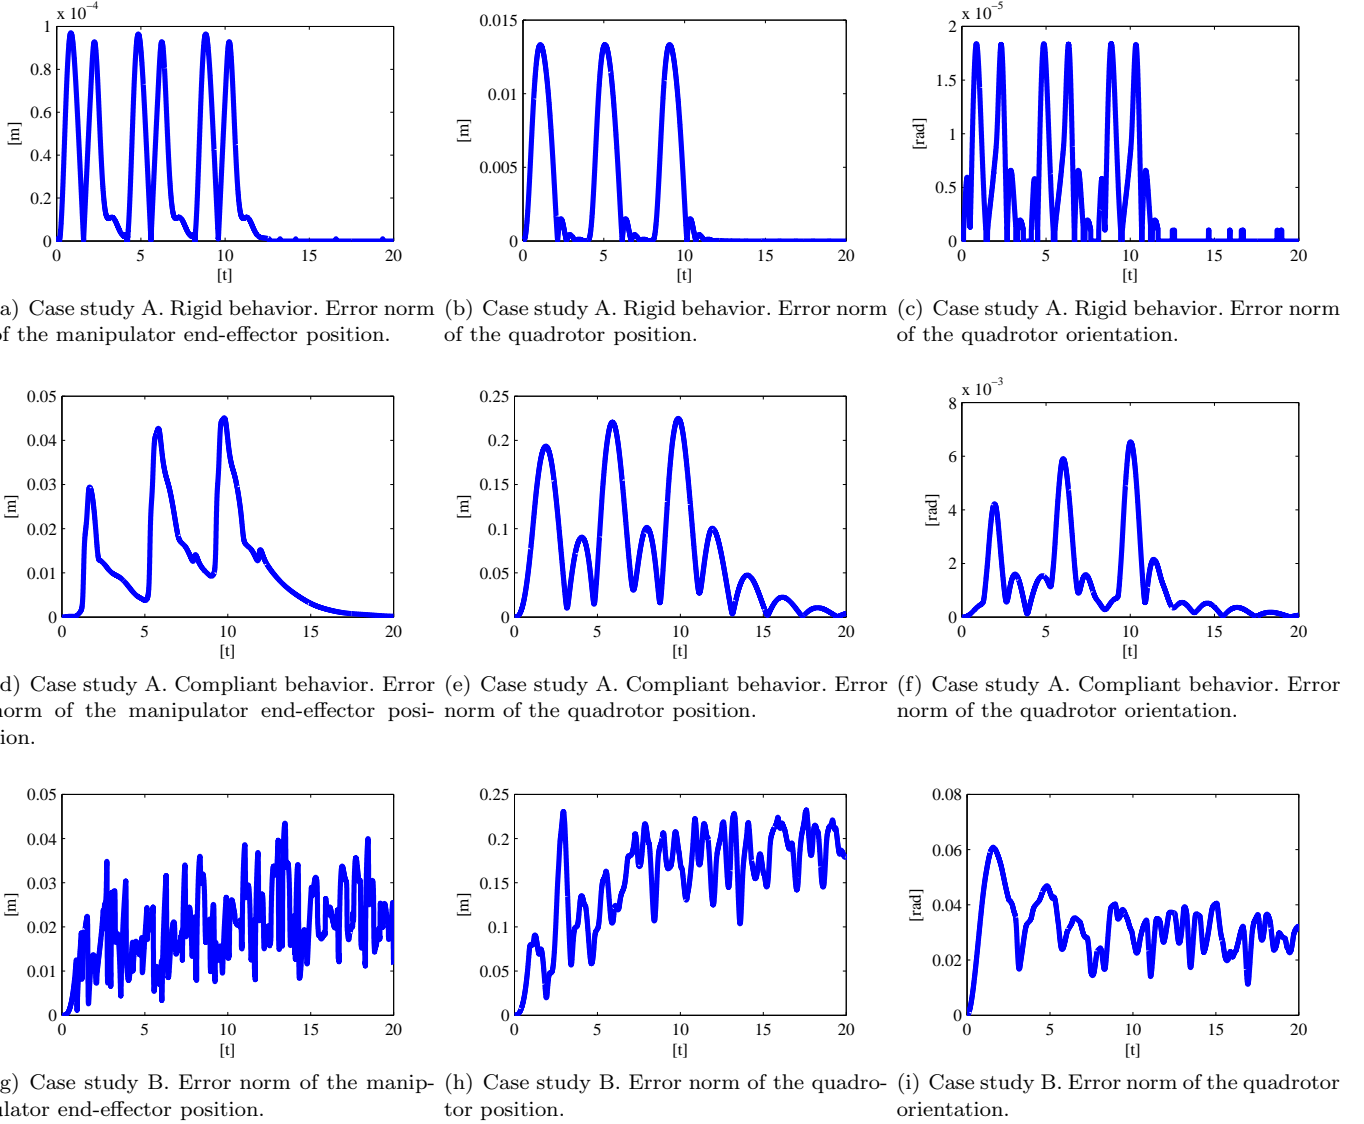 x 10⁻⁴
1
0.8
0.6
0.4
0.2
0
[m]
0 5 10 15 20
[t]
0.015
0.01
0.005
0
[m]
0 5 10 15 20
[t]
x 10⁻⁵
2
1.5
1
0.5
0
[rad]
0 5 10 15 20
[t]
a) Case study A. Rigid behavior. Error norm
of the manipulator end-effector position.
(b) Case study A. Rigid behavior. Error norm
of the quadrotor position.
(c) Case study A. Rigid behavior. Error norm
of the quadrotor orientation.
0.05
0.04
0.03
0.02
0.01
0
[m]
0 5 10 15 20
[t]
0.25
0.2
0.15
0.1
0.05
0
[m]
0 5 10 15 20
[t]
x 10⁻³
8
6
4
2
0
[rad]
0 5 10 15 20
[t]
d) Case study A. Compliant behavior. Error
norm of the manipulator end-effector posi-
tion.
(e) Case study A. Compliant behavior. Error
norm of the quadrotor position.
(f) Case study A. Compliant behavior. Error
norm of the quadrotor orientation.
0.05
0.04
0.03
0.02
0.01
0
[m]
0 5 10 15 20
[t]
0.25
0.2
0.15
0.1
0.05
0
[m]
0 5 10 15 20
[t]
0.08
0.06
0.04
0.02
0
[rad]
0 5 10 15 20
[t]
g) Case study B. Error norm of the manip-
ulator end-effector position.
(h) Case study B. Error norm of the quadro-
tor position.
(i) Case study B. Error norm of the quadrotor
orientation.